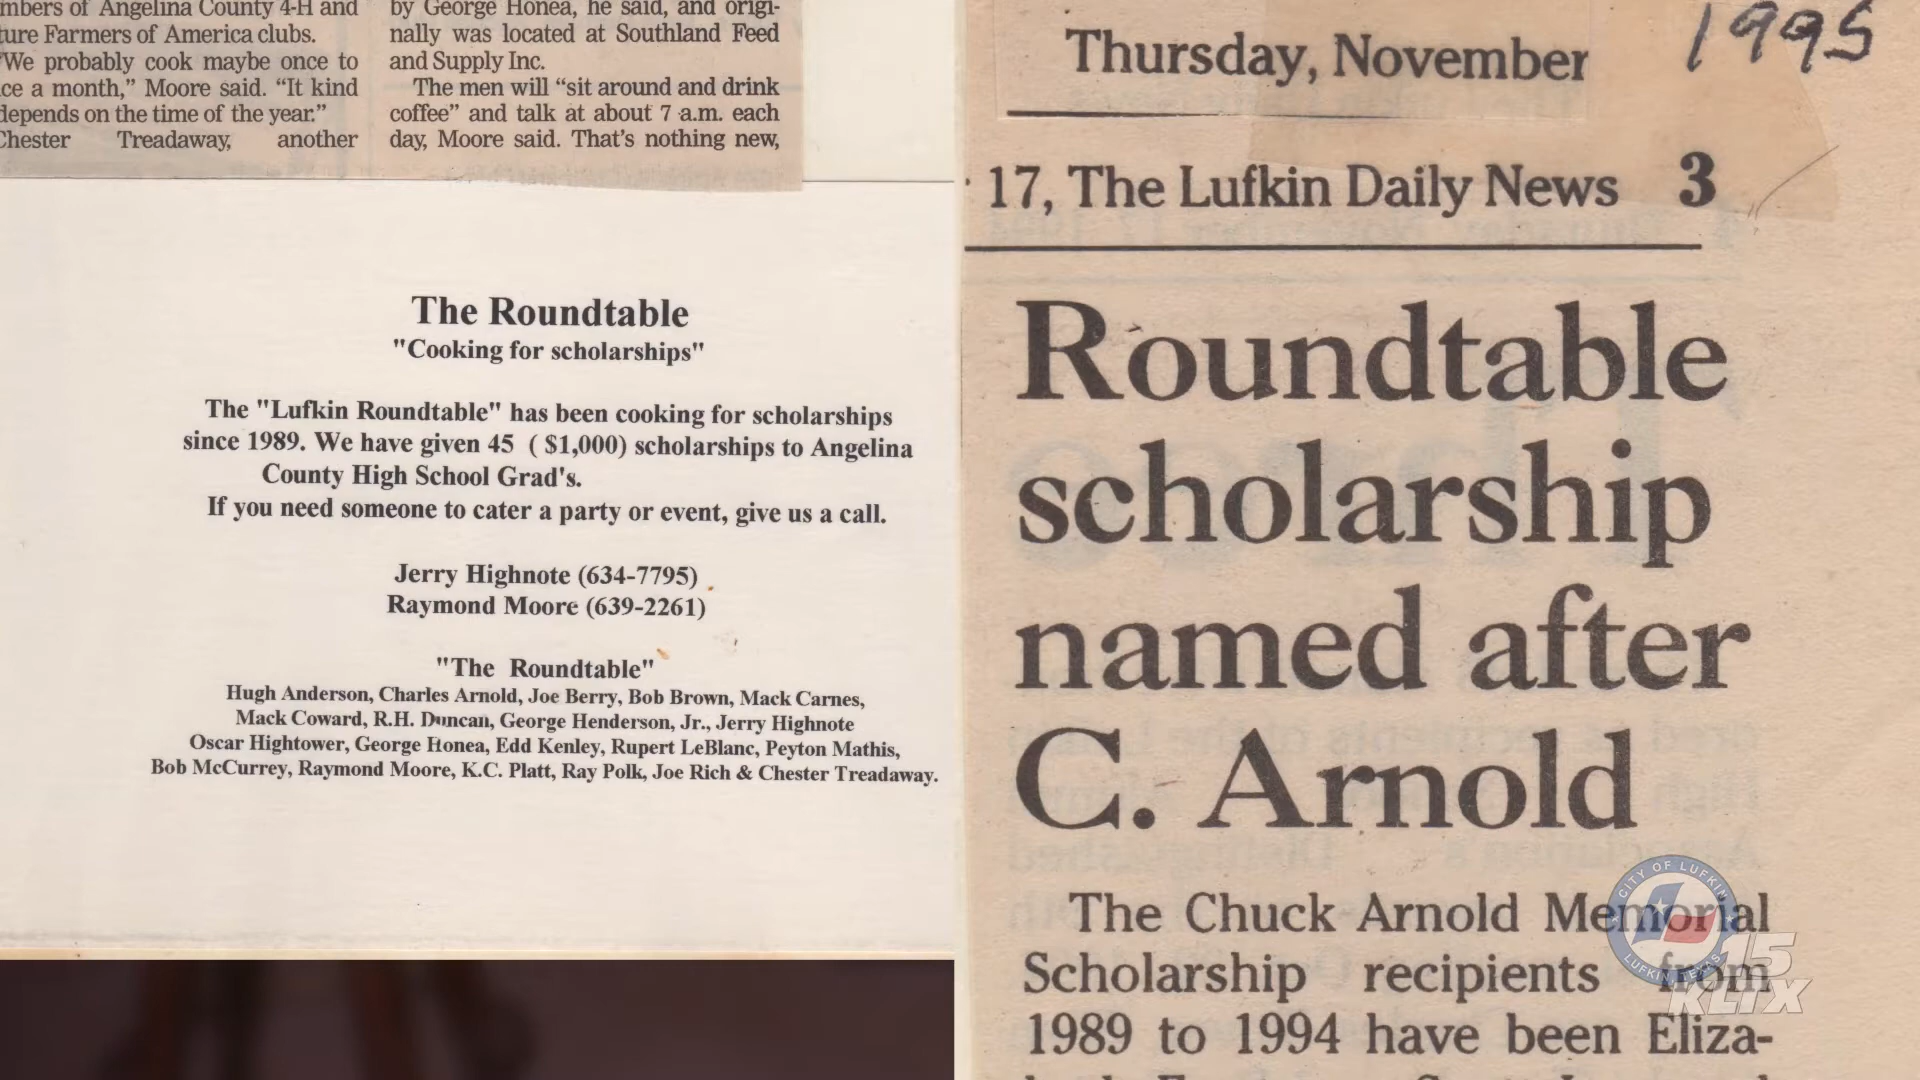 mbers of Angelina County 4-H and
ture Farmers of America clubs.
"We probably cook maybe once to
ce a month," Moore said. "It kind
depends on the time of the year."
Chester Treadaway, another
by George Honea, he said, and origi-
nally was located at Southland Feed
and Supply Inc.
The men will "sit around and drink
coffee" and talk at about 7 a.m. each
day, Moore said. That's nothing new,
The Roundtable
"Cooking for scholarships"
The "Lufkin Roundtable" has been cooking for scholarships
since 1989. We have given 45 ( $1,000) scholarships to Angelina
County High School Grad's.
If you need someone to cater a party or event, give us a call.
Jerry Highnote (634-7795)
Raymond Moore (639-2261)
"The Roundtable"
Hugh Anderson, Charles Arnold, Joe Berry, Bob Brown, Mack Carnes,
Mack Coward, R.H. Duncan, George Henderson, Jr., Jerry Highnote
Oscar Hightower, George Honea, Edd Kenley, Rupert LeBlanc, Peyton Mathis,
Bob McCurrey, Raymond Moore, K.C. Platt, Ray Polk, Joe Rich & Chester Treadaway.
1995
Thursday, November
17, The Lufkin Daily News 3
Roundtable
scholarship
named after
C. Arnold
The Chuck Arnold Memorial
Scholarship recipients from
1989 to 1994 have been Eliza-
CITY OF LUFKIN
LUFKIN TEXAS
15
KLTX